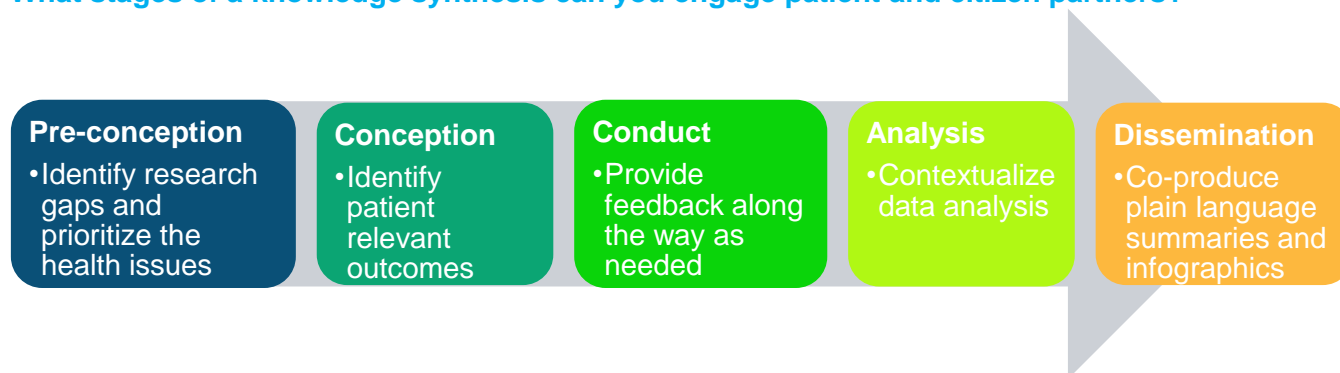 What stages of a knowledge synthesis can you engage patient and citizen partners?
Pre-conception
•Identify research
gaps and
prioritize the
health issues
Conception
•Identify
patient
relevant
outcomes
Conduct
•Provide
feedback along
the way as
needed
Analysis
•Contextualize
data analysis
Dissemination
•Co-produce
plain language
summaries and
infographics